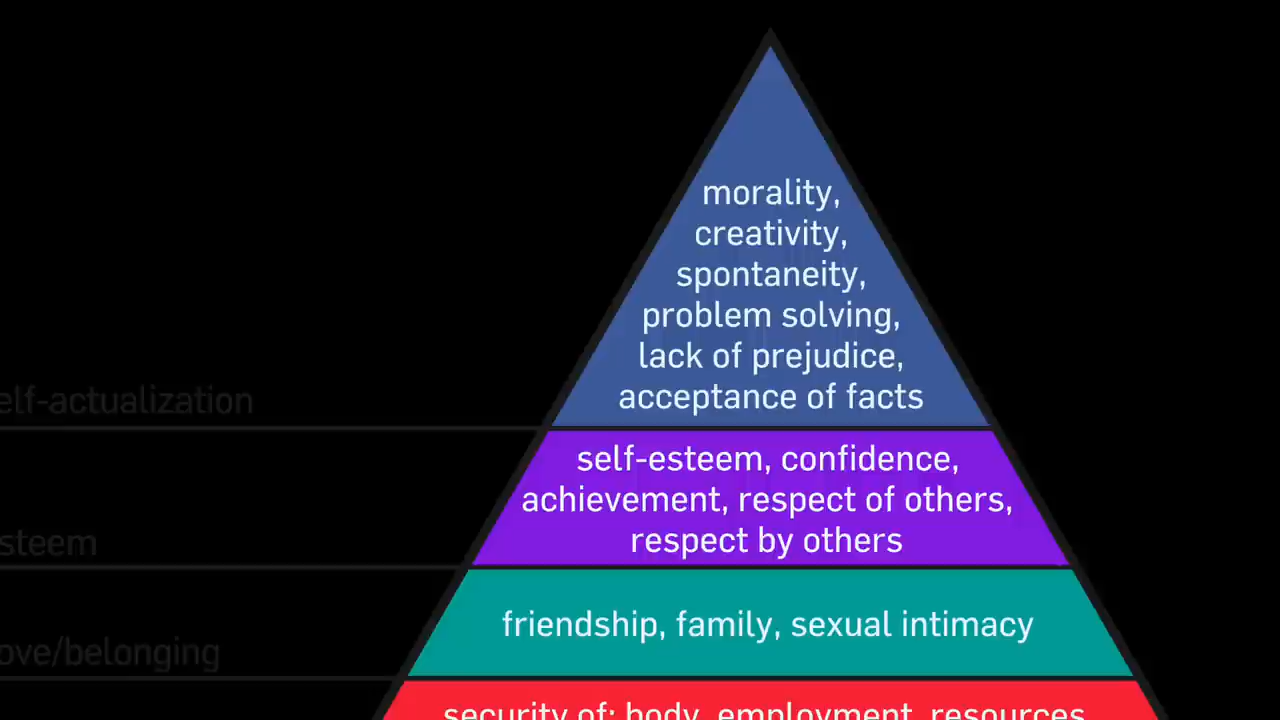 morality,
creativity,
spontaneity,
problem solving,
lack of prejudice,
acceptance of facts
elf-actualization
self-esteem, confidence,
achievement, respect of others,
respect by others
steem
friendship, family, sexual intimacy
ove/belonging
security of: body, employment, resources